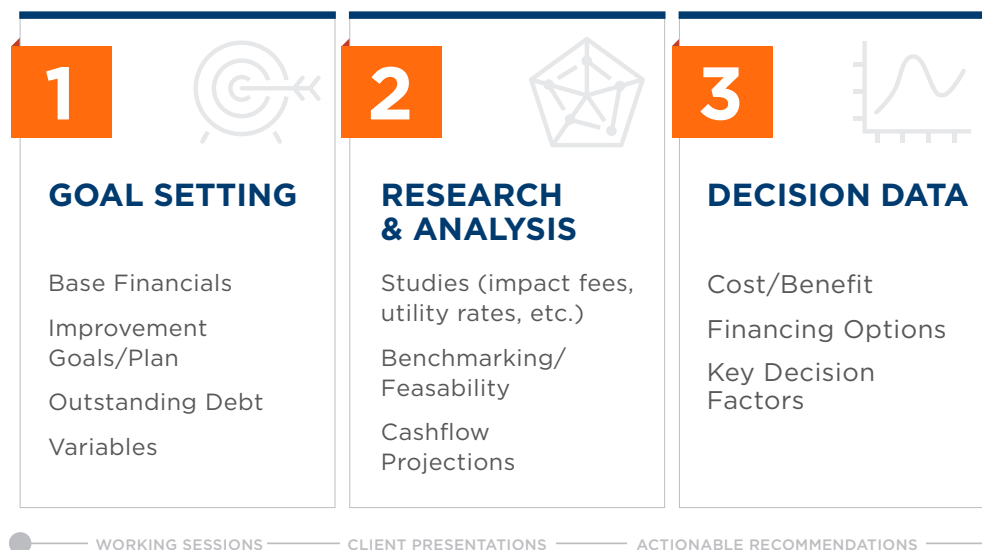 1
GOAL SETTING
Base Financials
Improvement
Goals/Plan
Outstanding Debt
Variables
2
RESEARCH
& ANALYSIS
Studies (impact fees,
utility rates, etc.)
Benchmarking/
Feasability
Cashflow
Projections
3
DECISION DATA
Cost/Benefit
Financing Options
Key Decision
Factors
WORKING SESSIONS
CLIENT PRESENTATIONS
ACTIONABLE RECOMMENDATIONS